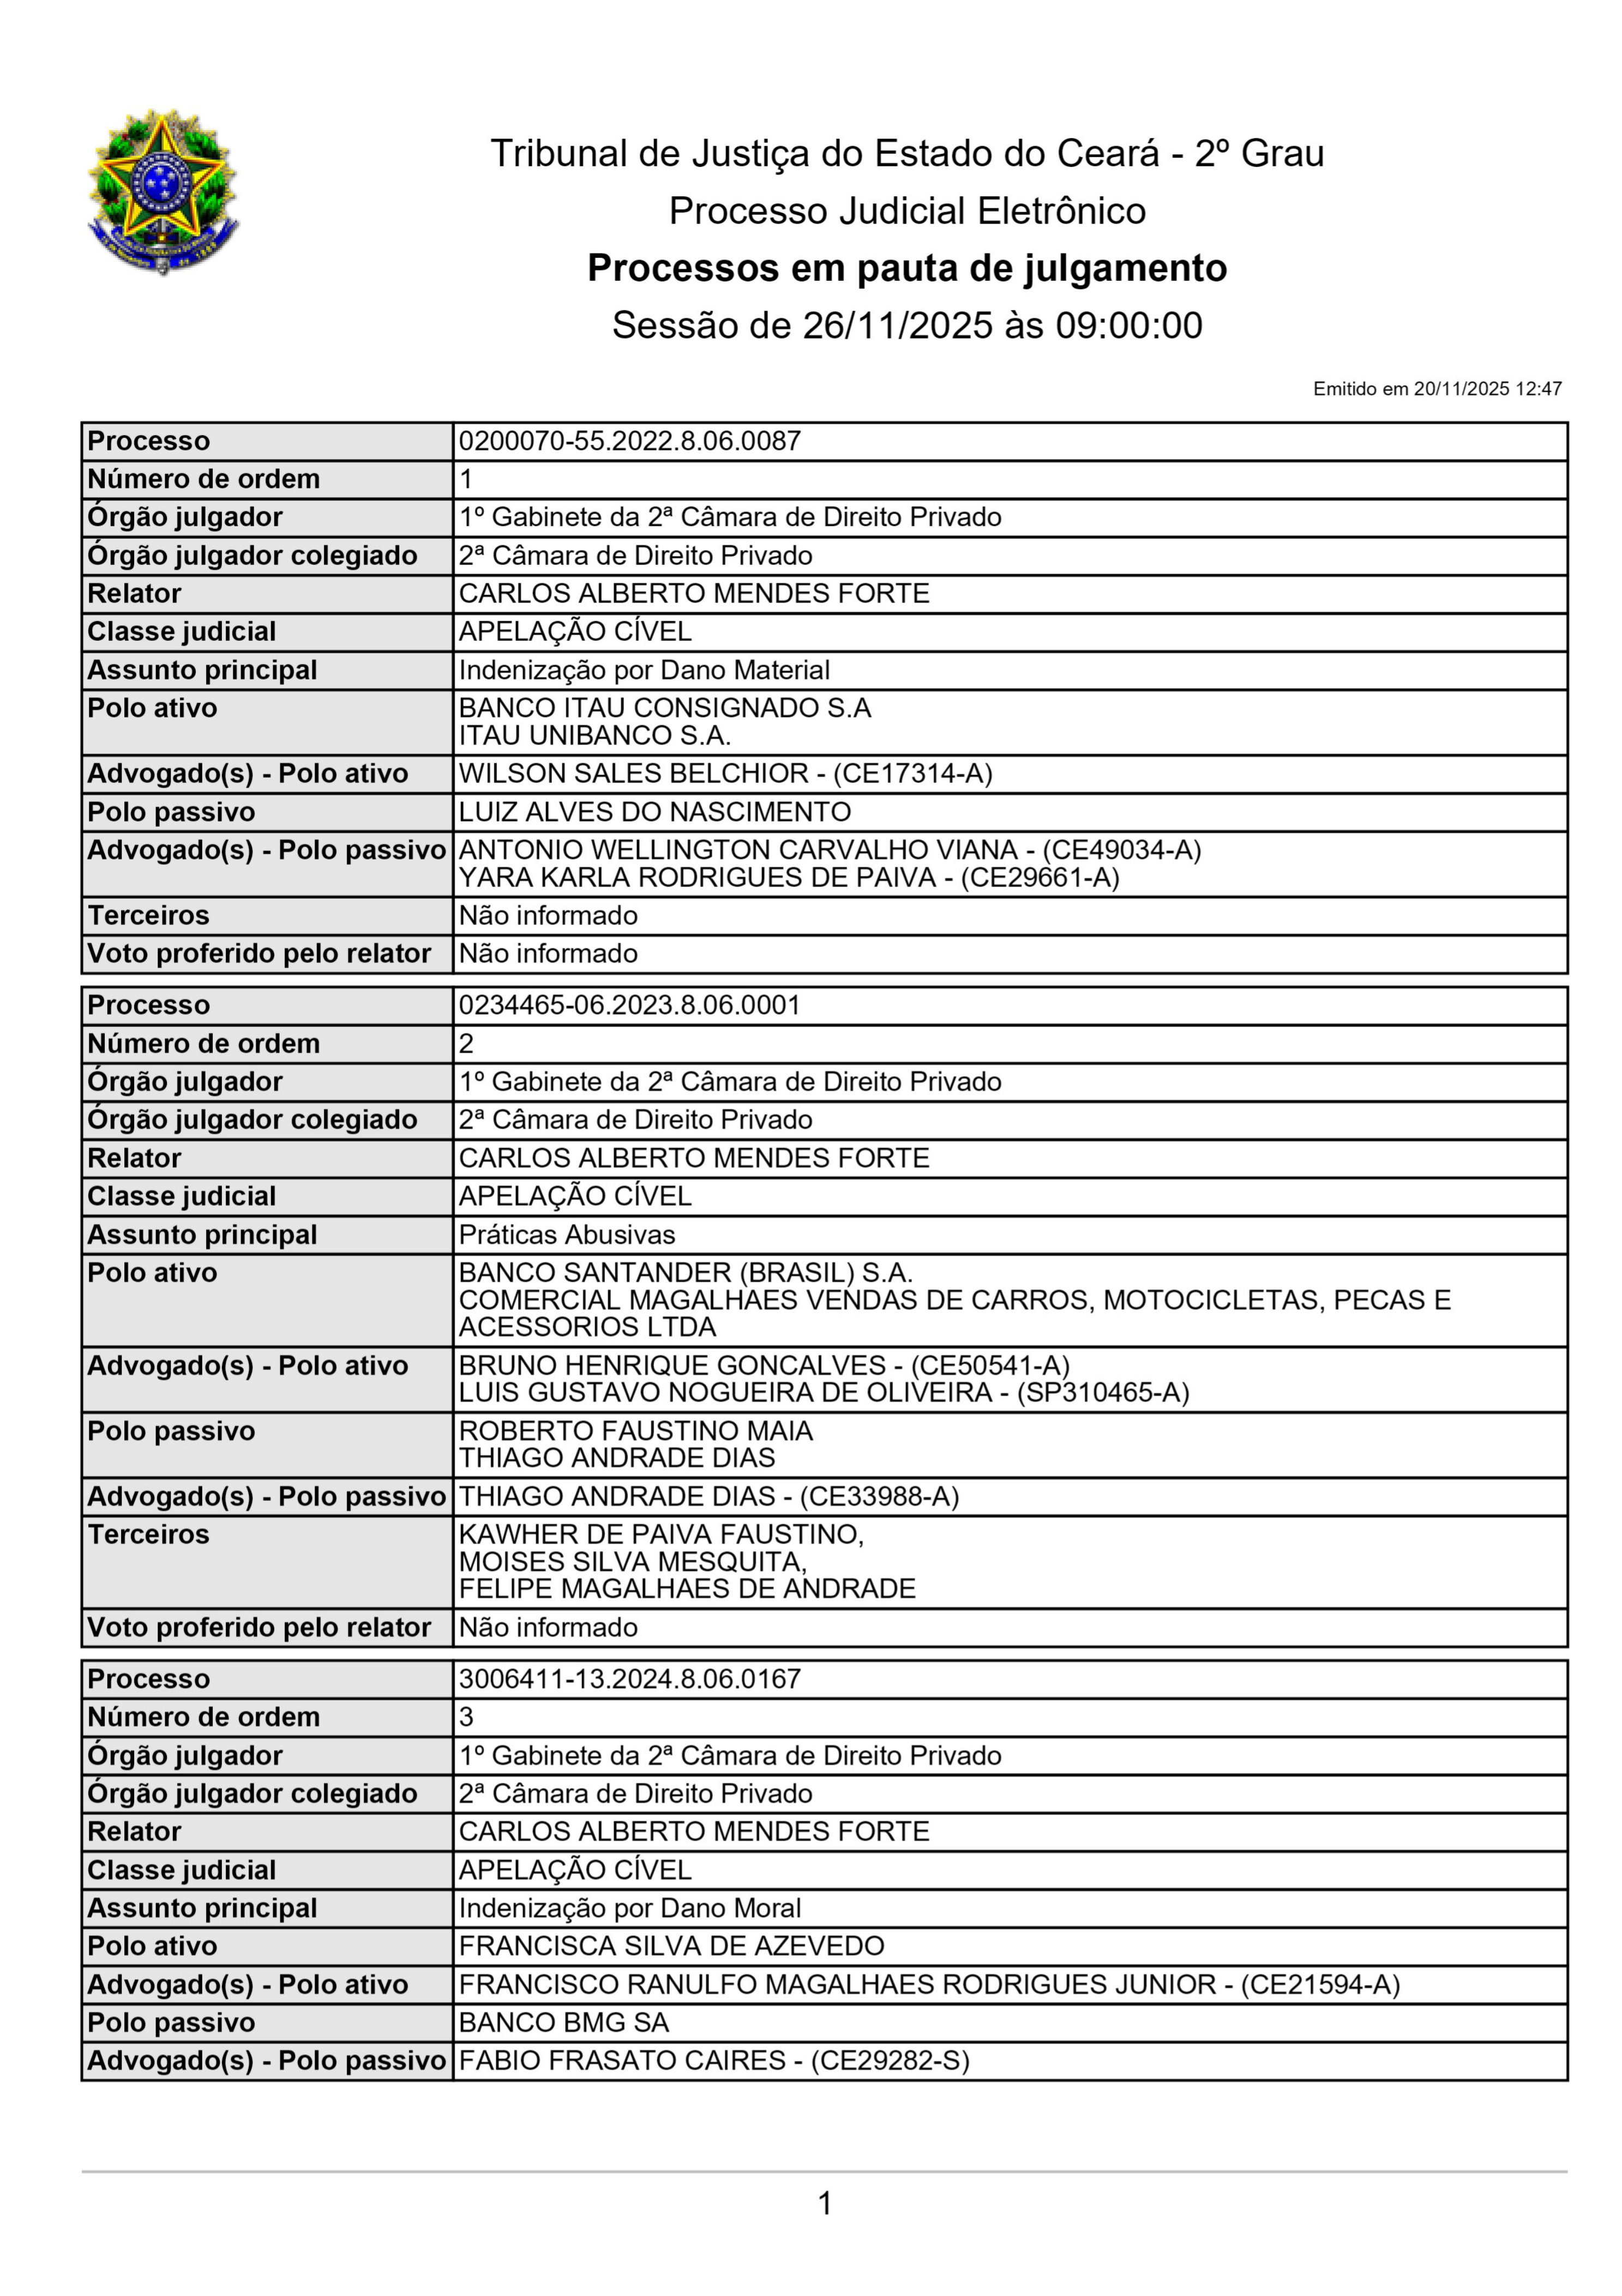 Tribunal de Justiça do Estado do Ceará - 2º Grau
Processo Judicial Eletrônico
Processos em pauta de julgamento
Sessão de 26/11/2025 às 09:00:00
Emitido em 20/11/2025 12:47
Processo 0200070-55.2022.8.06.0087
Número de ordem 1
Órgão julgador 1º Gabinete da 2ª Câmara de Direito Privado
Órgão julgador colegiado 2ª Câmara de Direito Privado
Relator CARLOS ALBERTO MENDES FORTE
Classe judicial APELAÇÃO CÍVEL
Assunto principal Indenização por Dano Material
Polo ativo BANCO ITAU CONSIGNADO S.A
ITAU UNIBANCO S.A.
Advogado(s) - Polo ativo WILSON SALES BELCHIOR - (CE17314-A)
Polo passivo LUIZ ALVES DO NASCIMENTO
Advogado(s) - Polo passivo ANTONIO WELLINGTON CARVALHO VIANA - (CE49034-A)
YARA KARLA RODRIGUES DE PAIVA - (CE29661-A)
Terceiros Não informado
Voto proferido pelo relator Não informado
Processo 0234465-06.2023.8.06.0001
Número de ordem 2
Órgão julgador 1º Gabinete da 2ª Câmara de Direito Privado
Órgão julgador colegiado 2ª Câmara de Direito Privado
Relator CARLOS ALBERTO MENDES FORTE
Classe judicial APELAÇÃO CÍVEL
Assunto principal Práticas Abusivas
Polo ativo BANCO SANTANDER (BRASIL) S.A.
COMERCIAL MAGALHAES VENDAS DE CARROS, MOTOCICLETAS, PECAS E
ACESSORIOS LTDA
Advogado(s) - Polo ativo BRUNO HENRIQUE GONCALVES - (CE50541-A)
LUIS GUSTAVO NOGUEIRA DE OLIVEIRA - (SP310465-A)
Polo passivo ROBERTO FAUSTINO MAIA
THIAGO ANDRADE DIAS
Advogado(s) - Polo passivo THIAGO ANDRADE DIAS - (CE33988-A)
Terceiros KAWHER DE PAIVA FAUSTINO,
MOISES SILVA MESQUITA,
FELIPE MAGALHAES DE ANDRADE
Voto proferido pelo relator Não informado
Processo 3006411-13.2024.8.06.0167
Número de ordem 3
Órgão julgador 1º Gabinete da 2ª Câmara de Direito Privado
Órgão julgador colegiado 2ª Câmara de Direito Privado
Relator CARLOS ALBERTO MENDES FORTE
Classe judicial APELAÇÃO CÍVEL
Assunto principal Indenização por Dano Moral
Polo ativo FRANCISCA SILVA DE AZEVEDO
Advogado(s) - Polo ativo FRANCISCO RANULFO MAGALHAES RODRIGUES JUNIOR - (CE21594-A)
Polo passivo BANCO BMG SA
Advogado(s) - Polo passivo FABIO FRASATO CAIRES - (CE29282-S)
1